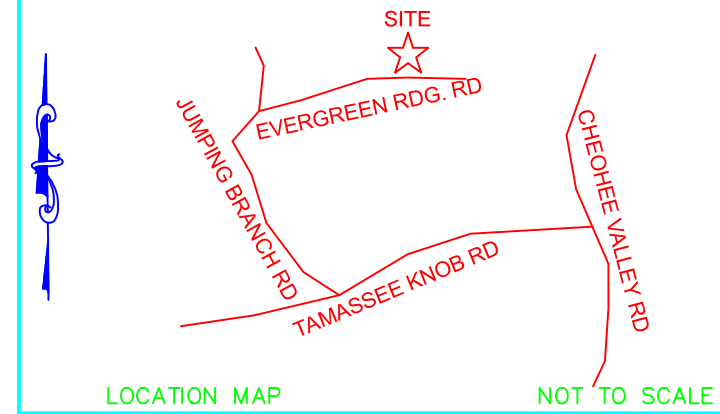 SITE
EVERGREEN RDG. RD
JUMPING BRANCH RD
CHEOHEE VALLEY RD
TAMASSEE KNOB RD
LOCATION MAP
NOT TO SCALE